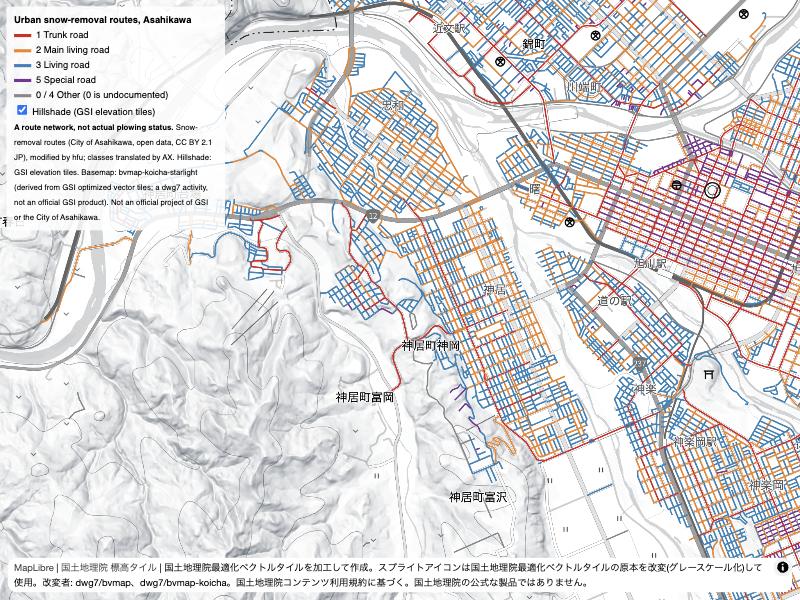 Urban snow-removal routes, Asahikawa
1 Trunk road
2 Main living road
3 Living road
5 Special road
0 / 4 Other (0 is undocumented)
Hillshade (GSI elevation tiles)
A route network, not actual plowing status. Snow-
removal routes (City of Asahikawa, open data, CC BY 2.1
JP), modified by hfu; classes translated by AX. Hillshade:
GSI elevation tiles. Basemap: bvmap-koicha-starlight
(derived from GSI optimized vector tiles; a dwg7 activity,
not an official GSI product). Not an official project of GSI
or the City of Asahikawa.
近文駅
錦町
川端町
忠和
曙
12
旭川駅
神居
道の駅
神居町神岡
神楽
神居町富岡
神楽岡駅
神楽岡
神居町富沢
MapLibre | 国土地理院 標高タイル | 国土地理院最適化ベクトルタイルを加工して作成。スプライトアイコンは国土地理院最適化ベクトルタイルの原本を改変(グレースケール化)して
使用。改変者: dwg7/bvmap、dwg7/bvmap-koicha。国土地理院コンテンツ利用規約に基づく。国土地理院の公式な製品ではありません。